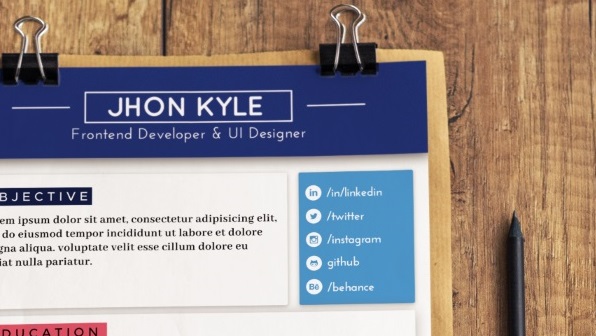 JHON KYLE
Frontend Developer & UI Designer
BJECTIVE
em ipsum dolor sit amet, consectetur adipisicing elit.
do eiusmod tempor incididunt ut labore et dolore
gna aliqua. voluptate velit esse cillum dolore eu
iat nulla pariatur.
in /in/linkedin
/twitter
/instagram
github
Bē /behance
DUCATION